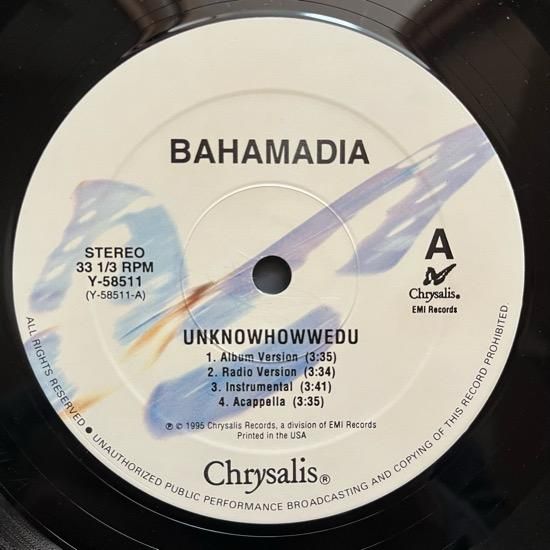 BAHAMADIA
STEREO
33 1/3 RPM
Y-58511
(Y-58511-A)
A
Chrysalis®
EMI Records
UNKNOWHOWWEDU
1. Album Version (3:35)
2. Radio Version (3:34)
3. Instrumental (3:41)
4. Acappella (3:35)
℗ © 1995 Chrysalis Records, a division of EMI Records
Printed in the USA
Chrysalis®
ALL RIGHTS RESERVED ● UNAUTHORIZED PUBLIC PERFORMANCE BROADCASTING AND COPYING OF THIS RECORD PROHIBITED.